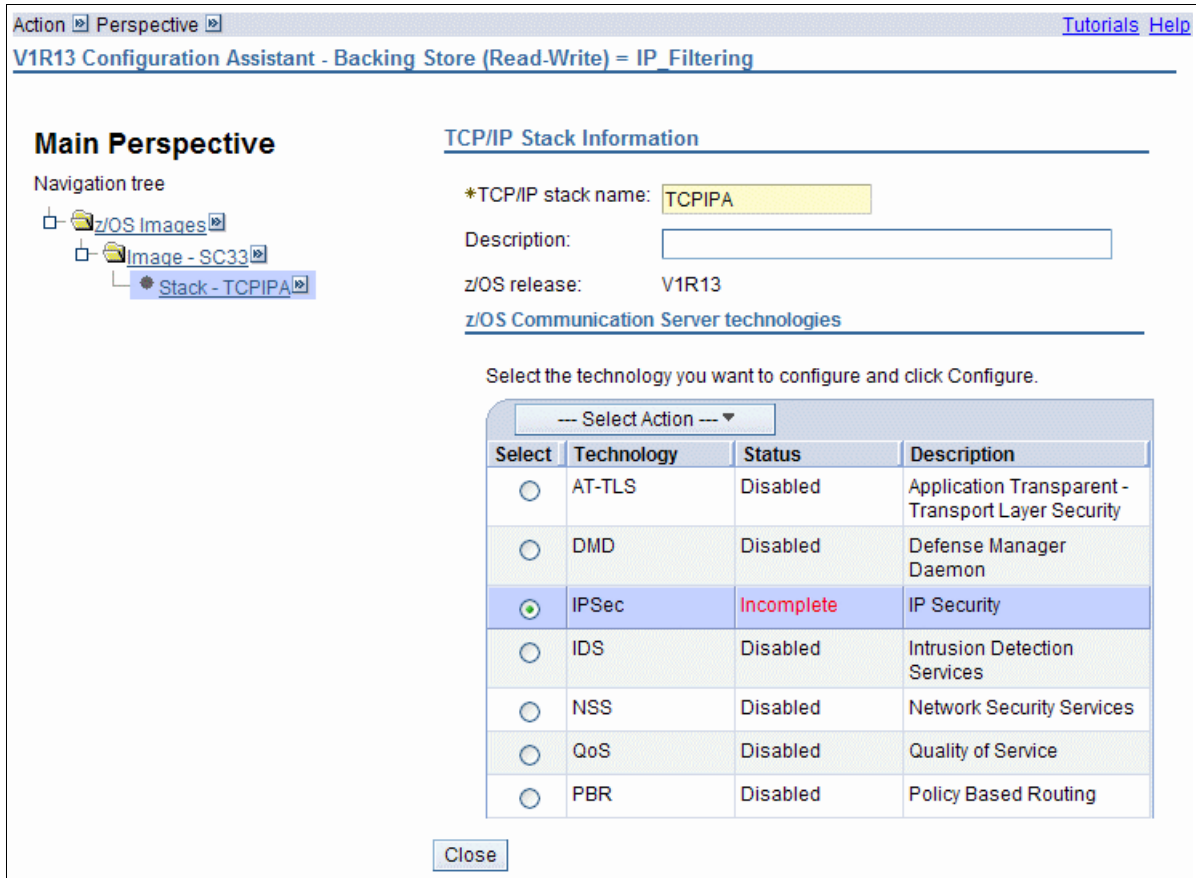 Action Perspective Tutorials Help
V1R13 Configuration Assistant - Backing Store (Read-Write) = IP_Filtering
Main Perspective
Navigation tree
z/OS Images
Image - SC33
Stack - TCPIPA
TCP/IP Stack Information
*TCP/IP stack name: TCPIPA
Description:
z/OS release: V1R13
z/OS Communication Server technologies
Select the technology you want to configure and click Configure.
--- Select Action ---
Select Technology Status Description
AT-TLS Disabled Application Transparent -
Transport Layer Security
DMD Disabled Defense Manager
Daemon
IPSec Incomplete IP Security
IDS Disabled Intrusion Detection
Services
NSS Disabled Network Security Services
QoS Disabled Quality of Service
PBR Disabled Policy Based Routing
Close